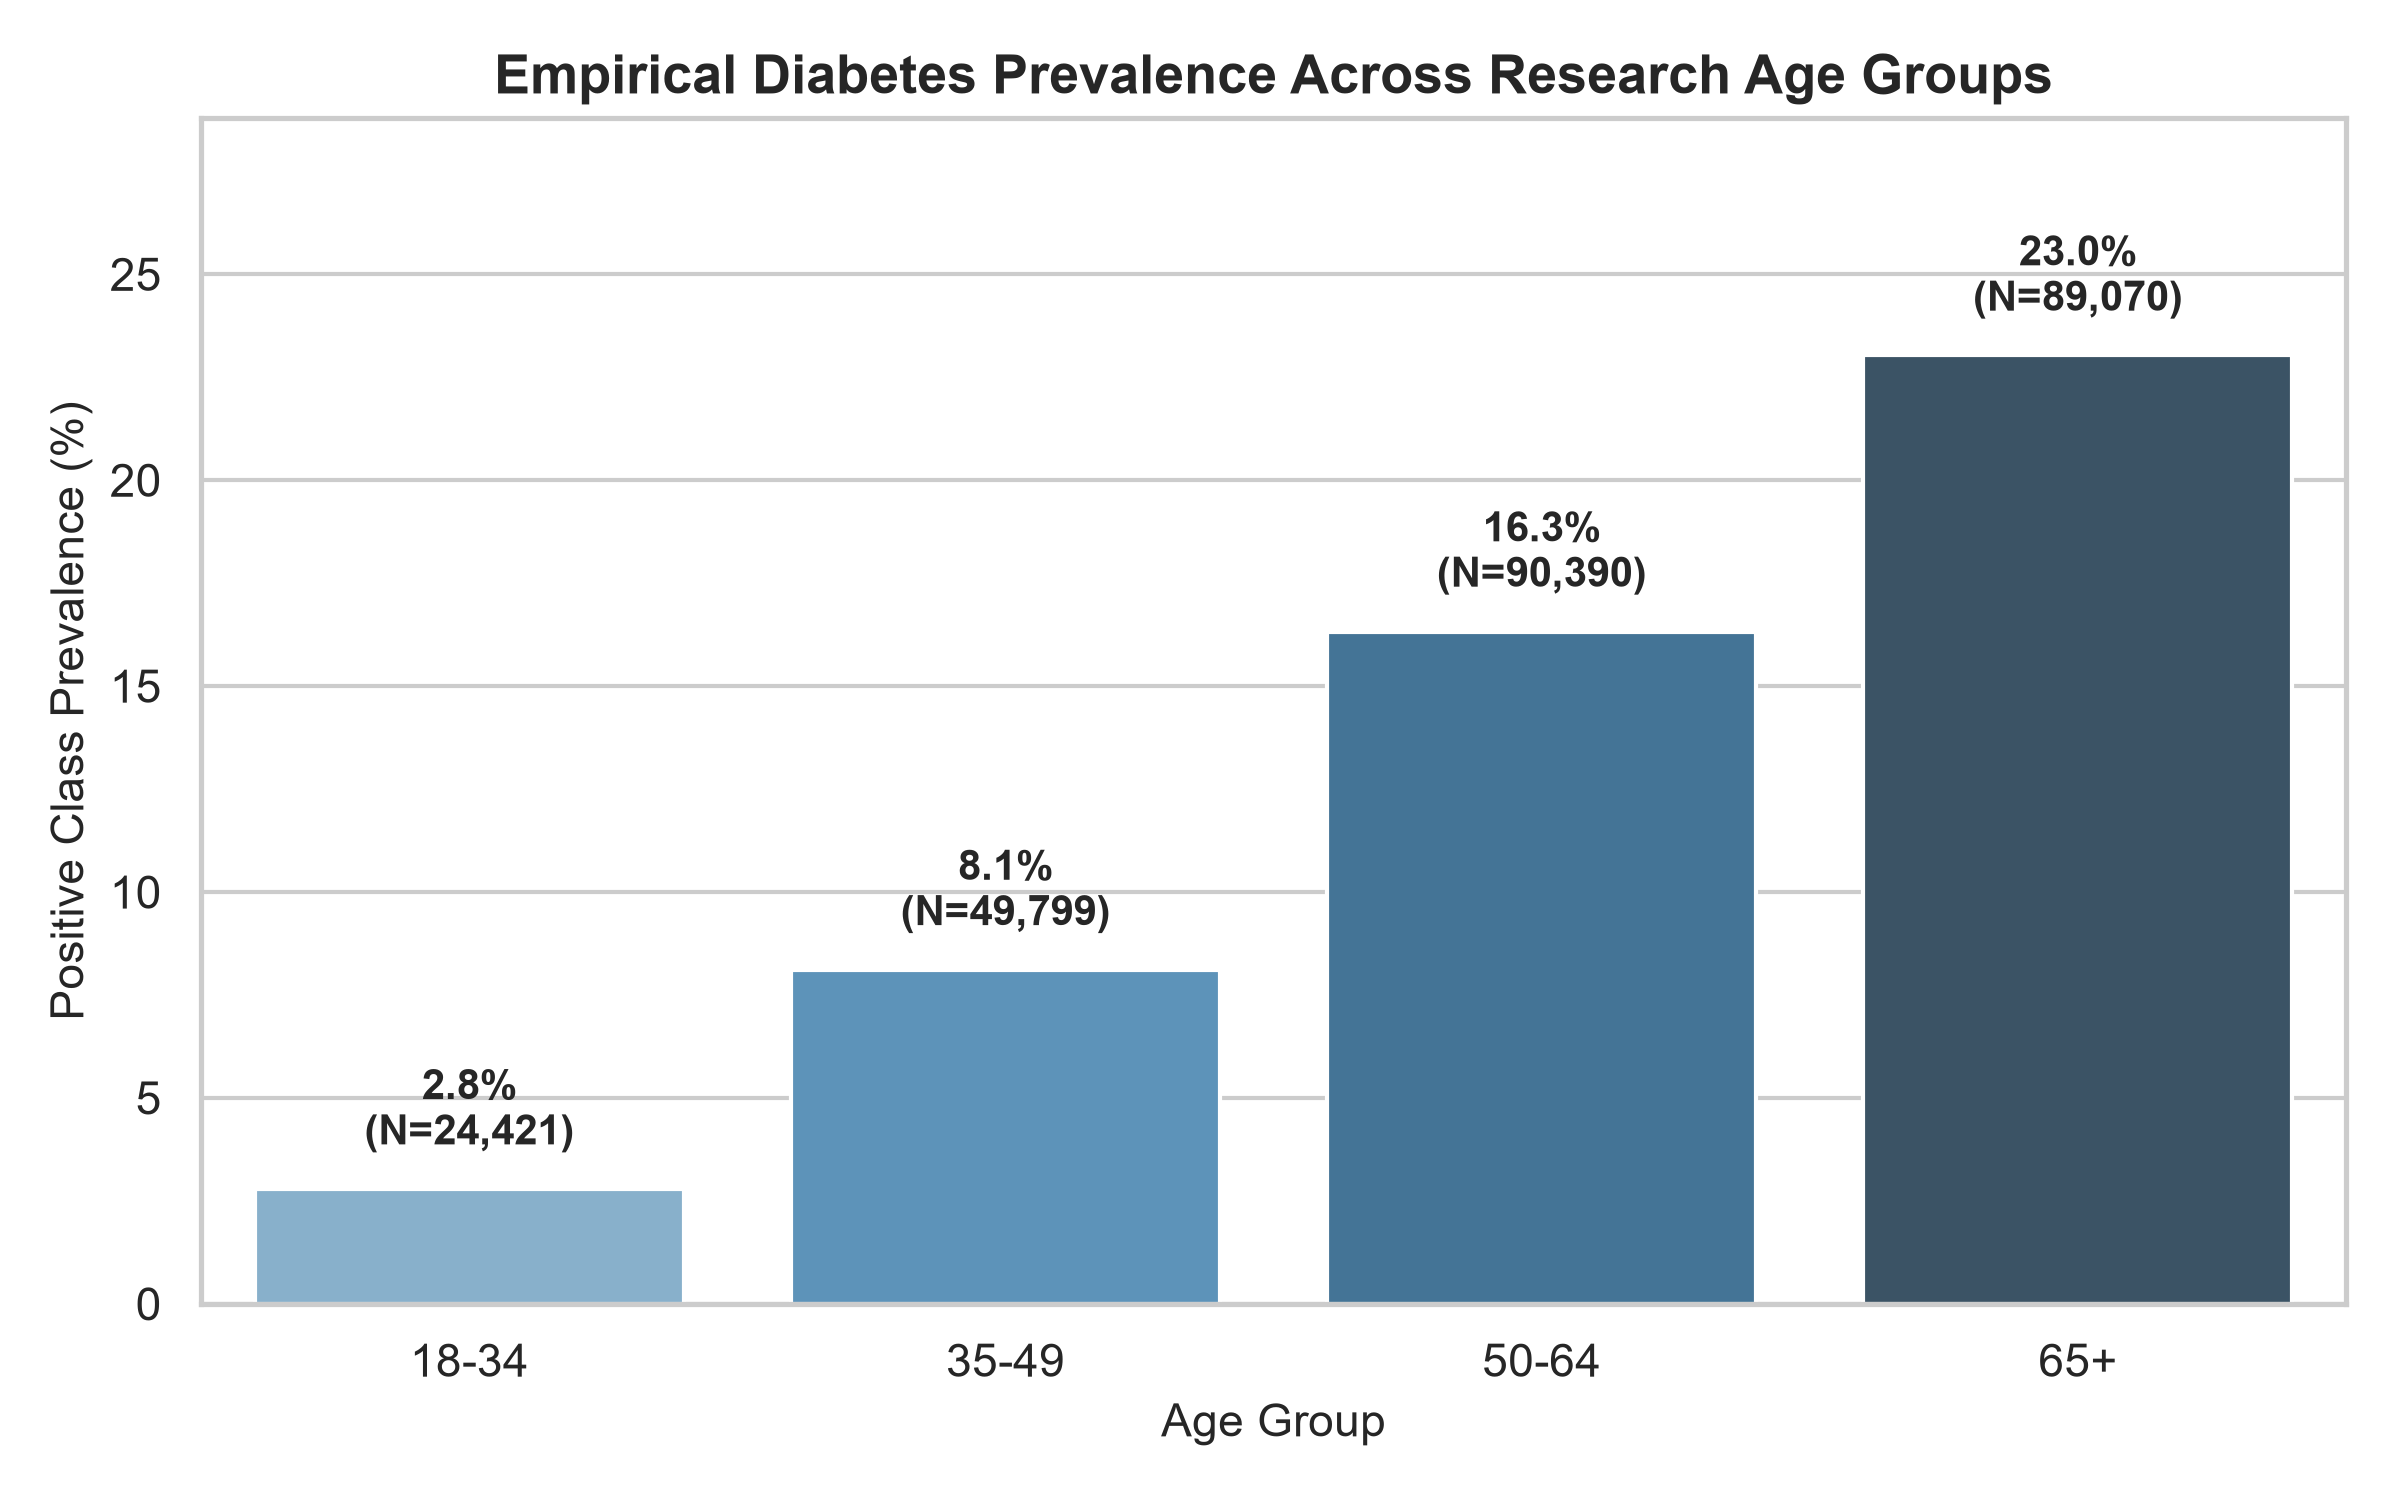 Empirical Diabetes Prevalence Across Research Age Groups
Positive Class Prevalence (%)
25
20
15
10
5
0
2.8%
(N=24,421)
8.1%
(N=49,799)
16.3%
(N=90,390)
23.0%
(N=89,070)
18-34
35-49
50-64
65+
Age Group